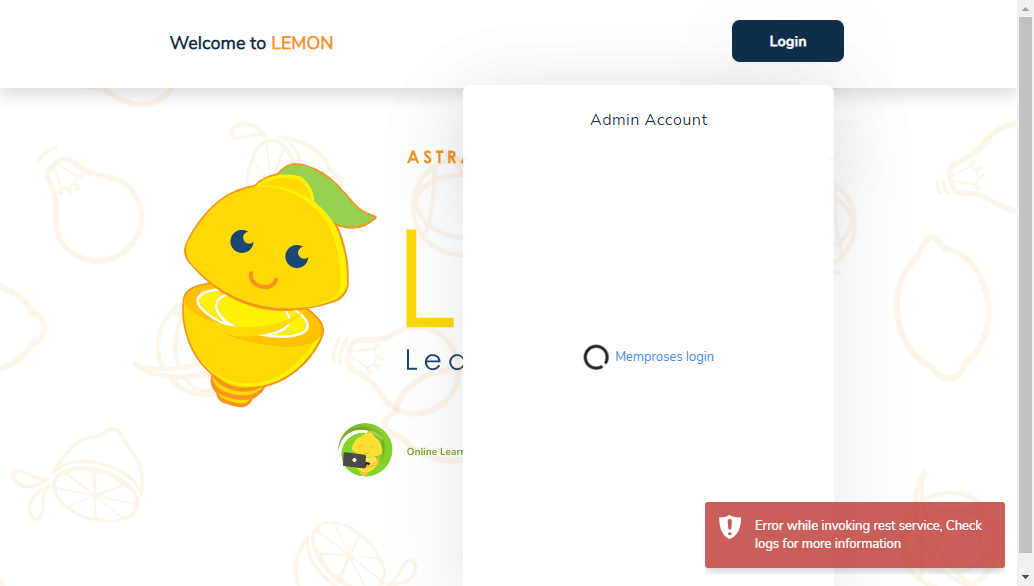 Welcome to LEMON
Login
Admin Account
ASTRA
L
Lea
Memproses login
Online Learn
Error while invoking rest service, Check
logs for more information